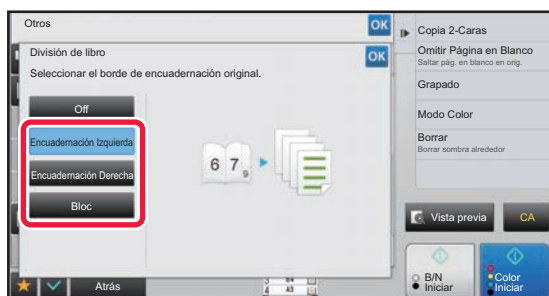 Otros
OK
División de libro
OK
Seleccionar el borde de encuadernación original.
Off
Encuadernación Izquierda
Encuadernación Derecha
Bloc
6 7
9
Atrás
Copia 2-Caras
Omitir Página en Blanco
Saltar pág. en blanco en orig.
Grapado
Modo Color
Borrar
Borrar sombra alrededor
Vista previa
CA
B/N
Iniciar
Color
Iniciar